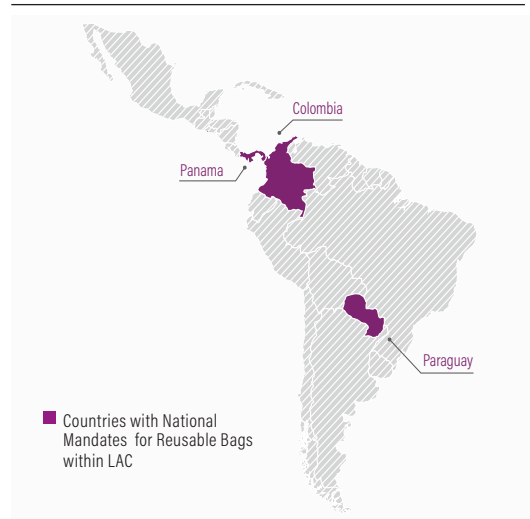 Colombia
Panama
Paraguay
Countries with National
Mandates for Reusable Bags
within LAC